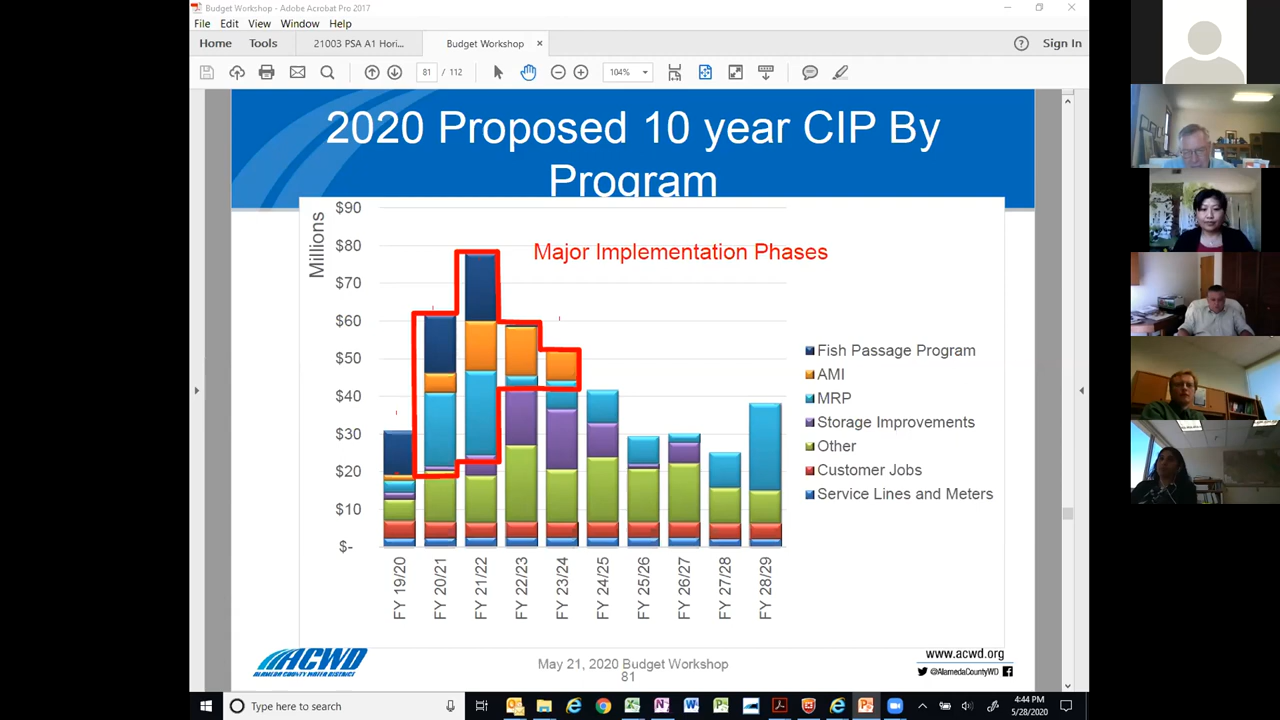 Budget Workshop - Adobe Acrobat Pro 2017
File Edit View Window Help
Home Tools 21003 PSA A1 Hori... Budget Workshop × Sign In
81 / 112 104%
2020 Proposed 10 year CIP By
Program
Millions
$90
$80
$70
$60
$50
$40
$30
$20
$10
$-
Major Implementation Phases
Fish Passage Program
AMI
MRP
Storage Improvements
Other
Customer Jobs
Service Lines and Meters
FY 19/20
FY 20/21
FY 21/22
FY 22/23
FY 23/24
FY 24/25
FY 25/26
FY 26/27
FY 27/28
FY 28/29
ACWD
ALAMEDA COUNTY WATER DISTRICT
May 21, 2020 Budget Workshop
81
www.acwd.org
@AlamedaCountyWD
Type here to search
4:44 PM
5/28/2020